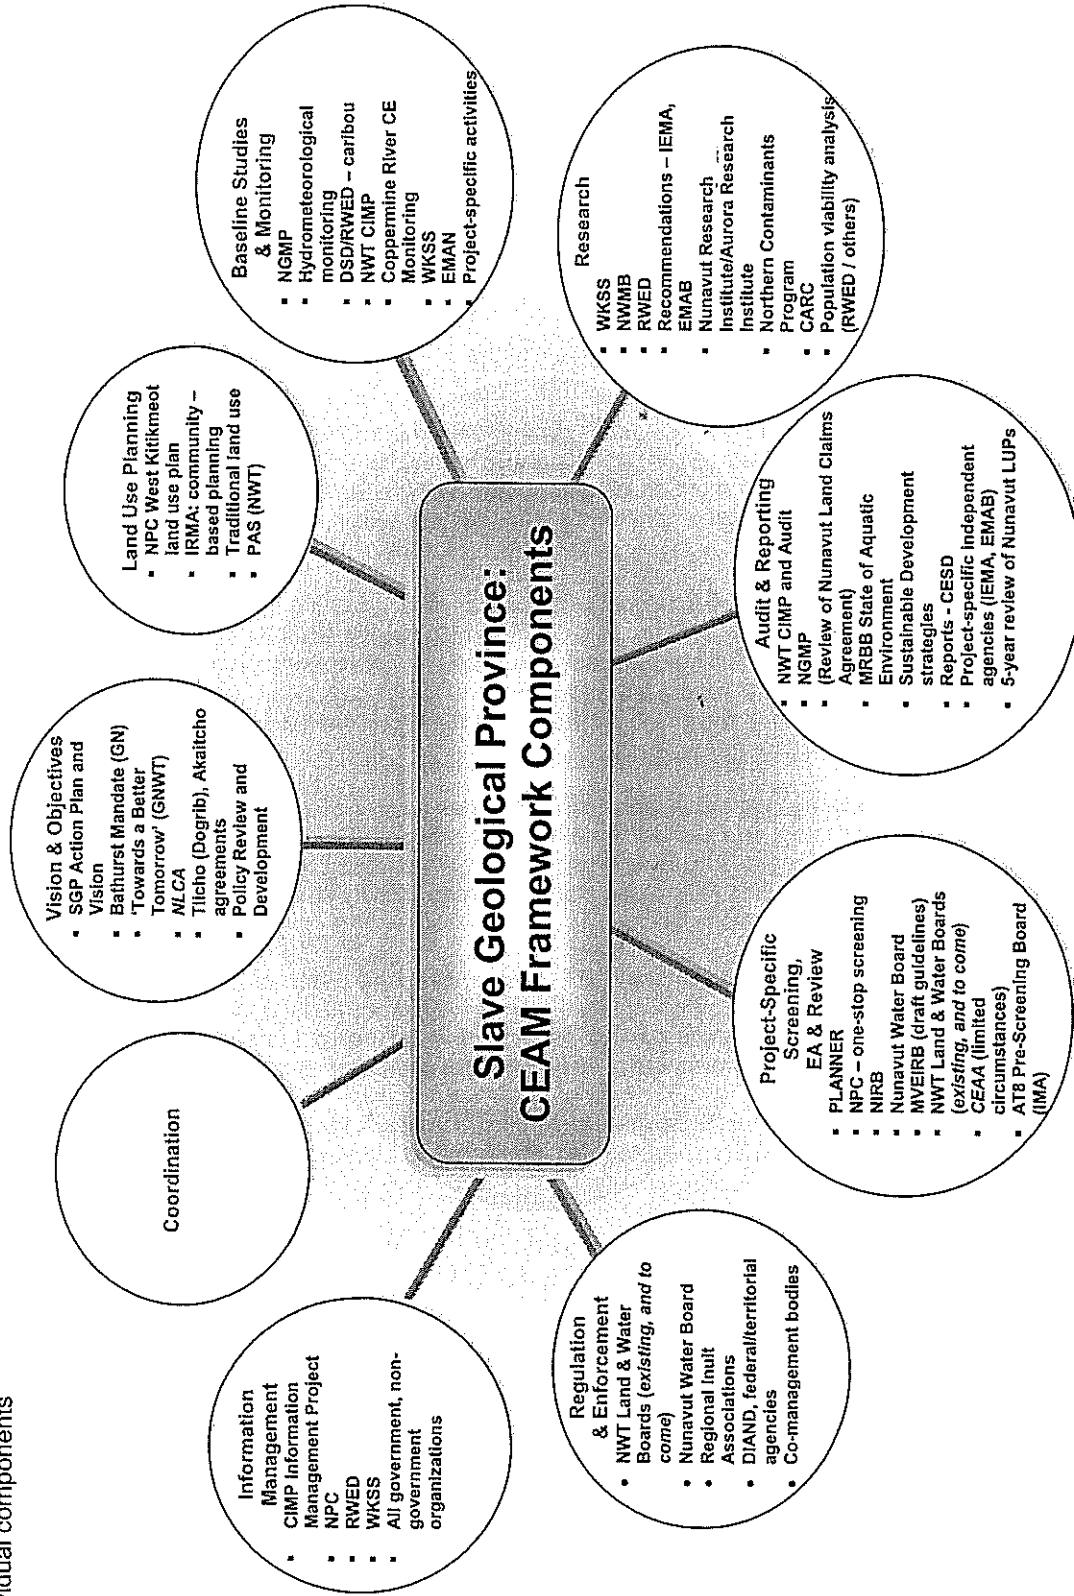 vidual components
Coordination
Vision & Objectives
▪ SGP Action Plan and
Vision
▪ Bathurst Mandate (GN)
▪ 'Towards a Better
Tomorrow' (GNWT)
▪ NLCA
▪ Tlicho (Dogrib), Akaitcho
agreements
▪ Policy Review and
Development
Land Use Planning
▪ NPC West Kitikmeot
land use plan
▪ IRMA: community –
based planning
▪ Traditional land use
▪ PAS (NWT)
Baseline Studies
& Monitoring
▪ NGMP
▪ Hydrometeorological
monitoring
▪ DSD/RWED – caribou
▪ NWT CIMP
▪ Coppermine River CE
Monitoring
▪ WKSS
▪ EMAN
▪ Project-specific activities
Information
Management
▪ CIMP Information
Management Project
▪ NPC
▪ RWED
▪ WKSS
▪ All government, non-
government
organizations
Slave Geological Province:
CEAM Framework Components
Research
▪ WKSS
▪ NWMB
▪ RWED
▪ Recommendations – IEMA,
EMAB
▪ Nunavut Research
Institute/Aurora Research
Institute
▪ Northern Contaminants
Program
▪ CARC
▪ Population viability analysis
(RWED / others)
Regulation
& Enforcement
• NWT Land & Water
Boards (existing, and to
come)
• Nunavut Water Board
• Regional Inuit
Associations
• DIAND, federal/territorial
agencies
• Co-management bodies
Project-Specific
Screening,
EA & Review
▪ PLANNER
▪ NPC – one-stop screening
▪ NIRB
▪ Nunavut Water Board
▪ MVEIRB (draft guidelines)
▪ NWT Land & Water Boards
(existing, and to come)
▪ CEAA (limited
circumstances)
▪ AT8 Pre-Screening Board
(IMA)
Audit & Reporting
▪ NWT CIMP and Audit
▪ NGMP
▪ (Review of Nunavut Land Claims
Agreement)
▪ MRBB State of Aquatic
Environment
▪ Sustainable Development
strategies
▪ Reports - CESD
▪ Project-specific independent
agencies (IEMA, EMAB)
▪ 5-year review of Nunavut LUPs